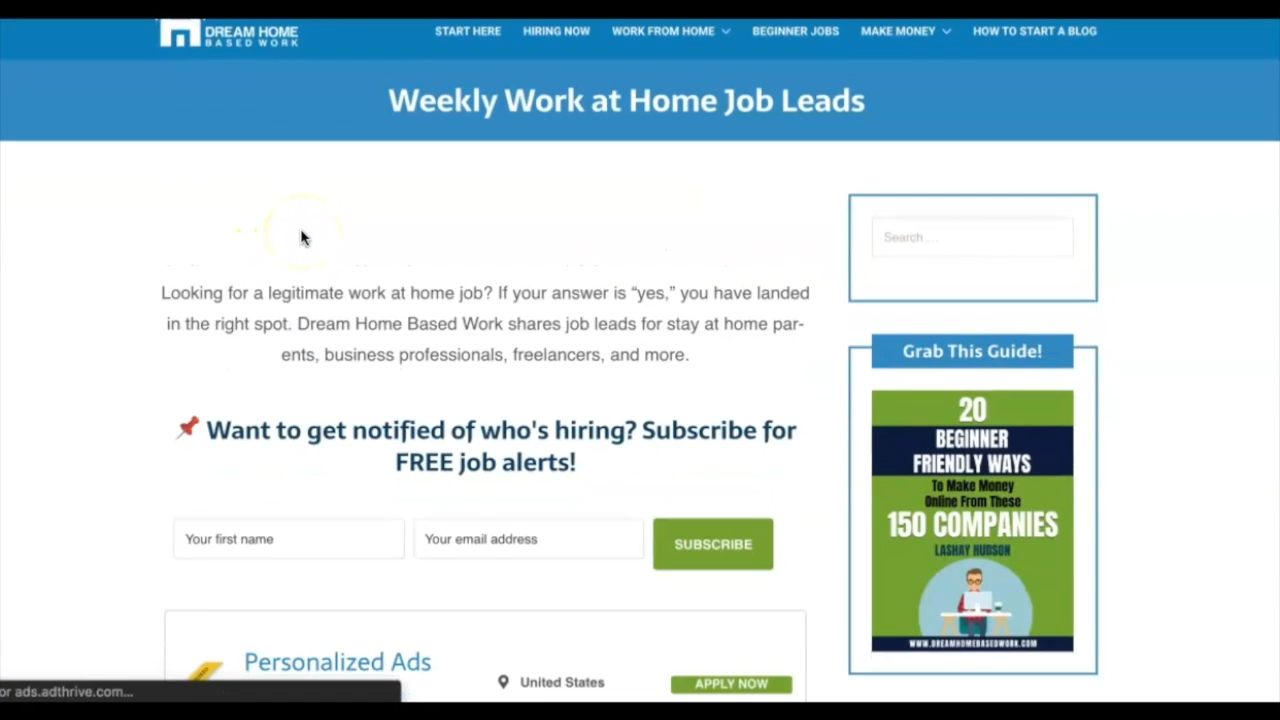 DREAM HOME
BASED WORK
START HERE HIRING NOW WORK FROM HOME BEGINNER JOBS MAKE MONEY HOW TO START A BLOG
Weekly Work at Home Job Leads
Search ...
Looking for a legitimate work at home job? If your answer is “yes,” you have landed
in the right spot. Dream Home Based Work shares job leads for stay at home par-
ents, business professionals, freelancers, and more.
Want to get notified of who's hiring? Subscribe for
FREE job alerts!
Your first name Your email address SUBSCRIBE
Personalized Ads
United States APPLY NOW
Grab This Guide!
20
BEGINNER
FRIENDLY WAYS
To Make Money
Online From These
150 COMPANIES
LASHAY HUDSON
WWW.DREAMHOMEBASEDWORK.COM
or ads.adthrive.com...